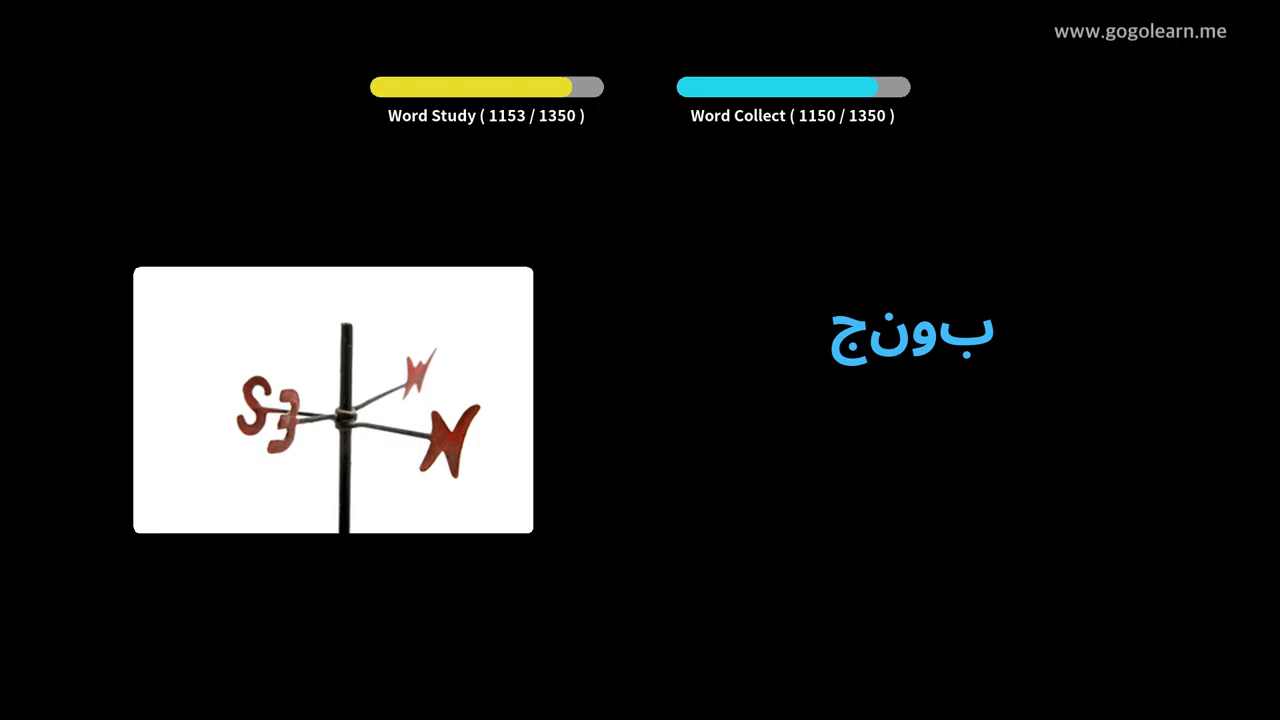 www.gogolearn.me
Word Study ( 1153 / 1350 )
Word Collect ( 1150 / 1350 )
بونج
S
E
N